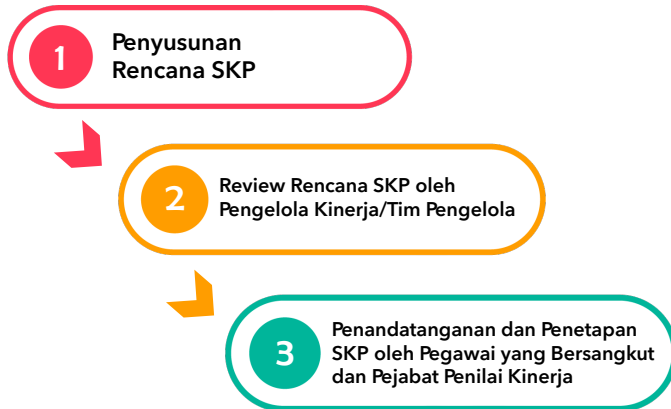 1
Penyusunan
Rencana SKP
2
Review Rencana SKP oleh
Pengelola Kinerja/Tim Pengelola
3
Penandatanganan dan Penetapan
SKP oleh Pegawai yang Bersangkut
dan Pejabat Penilai Kinerja